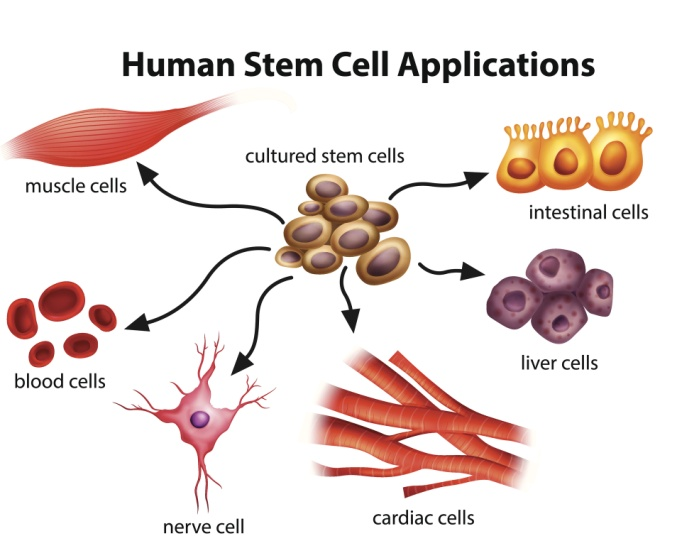 Human Stem Cell Applications
cultured stem cells
muscle cells
intestinal cells
blood cells
liver cells
nerve cell
cardiac cells